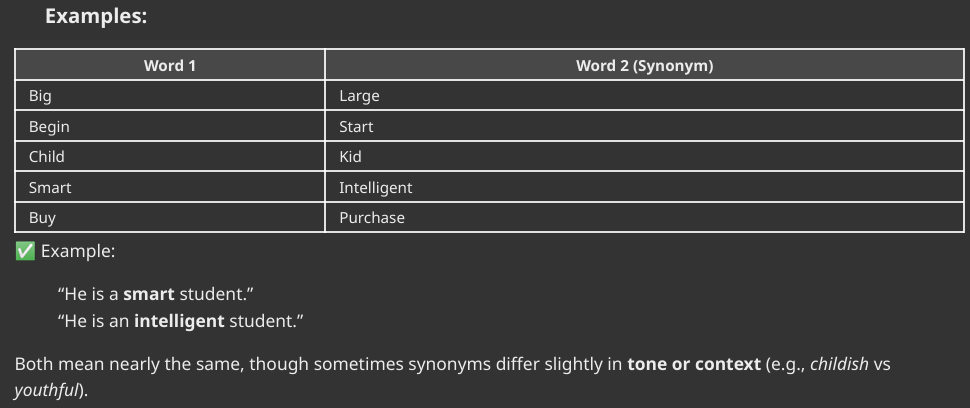 Examples:
Word 1 Word 2 (Synonym)
Big Large
Begin Start
Child Kid
Smart Intelligent
Buy Purchase
✅ Example:
“He is a smart student.”
“He is an intelligent student.”
Both mean nearly the same, though sometimes synonyms differ slightly in tone or context (e.g., childish vs
youthful).